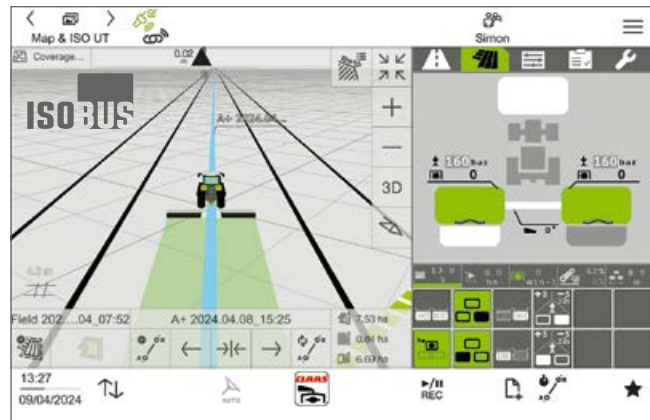 Map & ISO UT
Simon
Coverage...
0.02
m
ISOBUS
A+ 2024.04....
3D
160 bar
0
160 bar
0
0°
Field 202....04_07:52
A+ 2024.04.08_15:25
7.53 ha
6.69 ha
13:27
09/04/2024
AUTO
CLAAS
REC